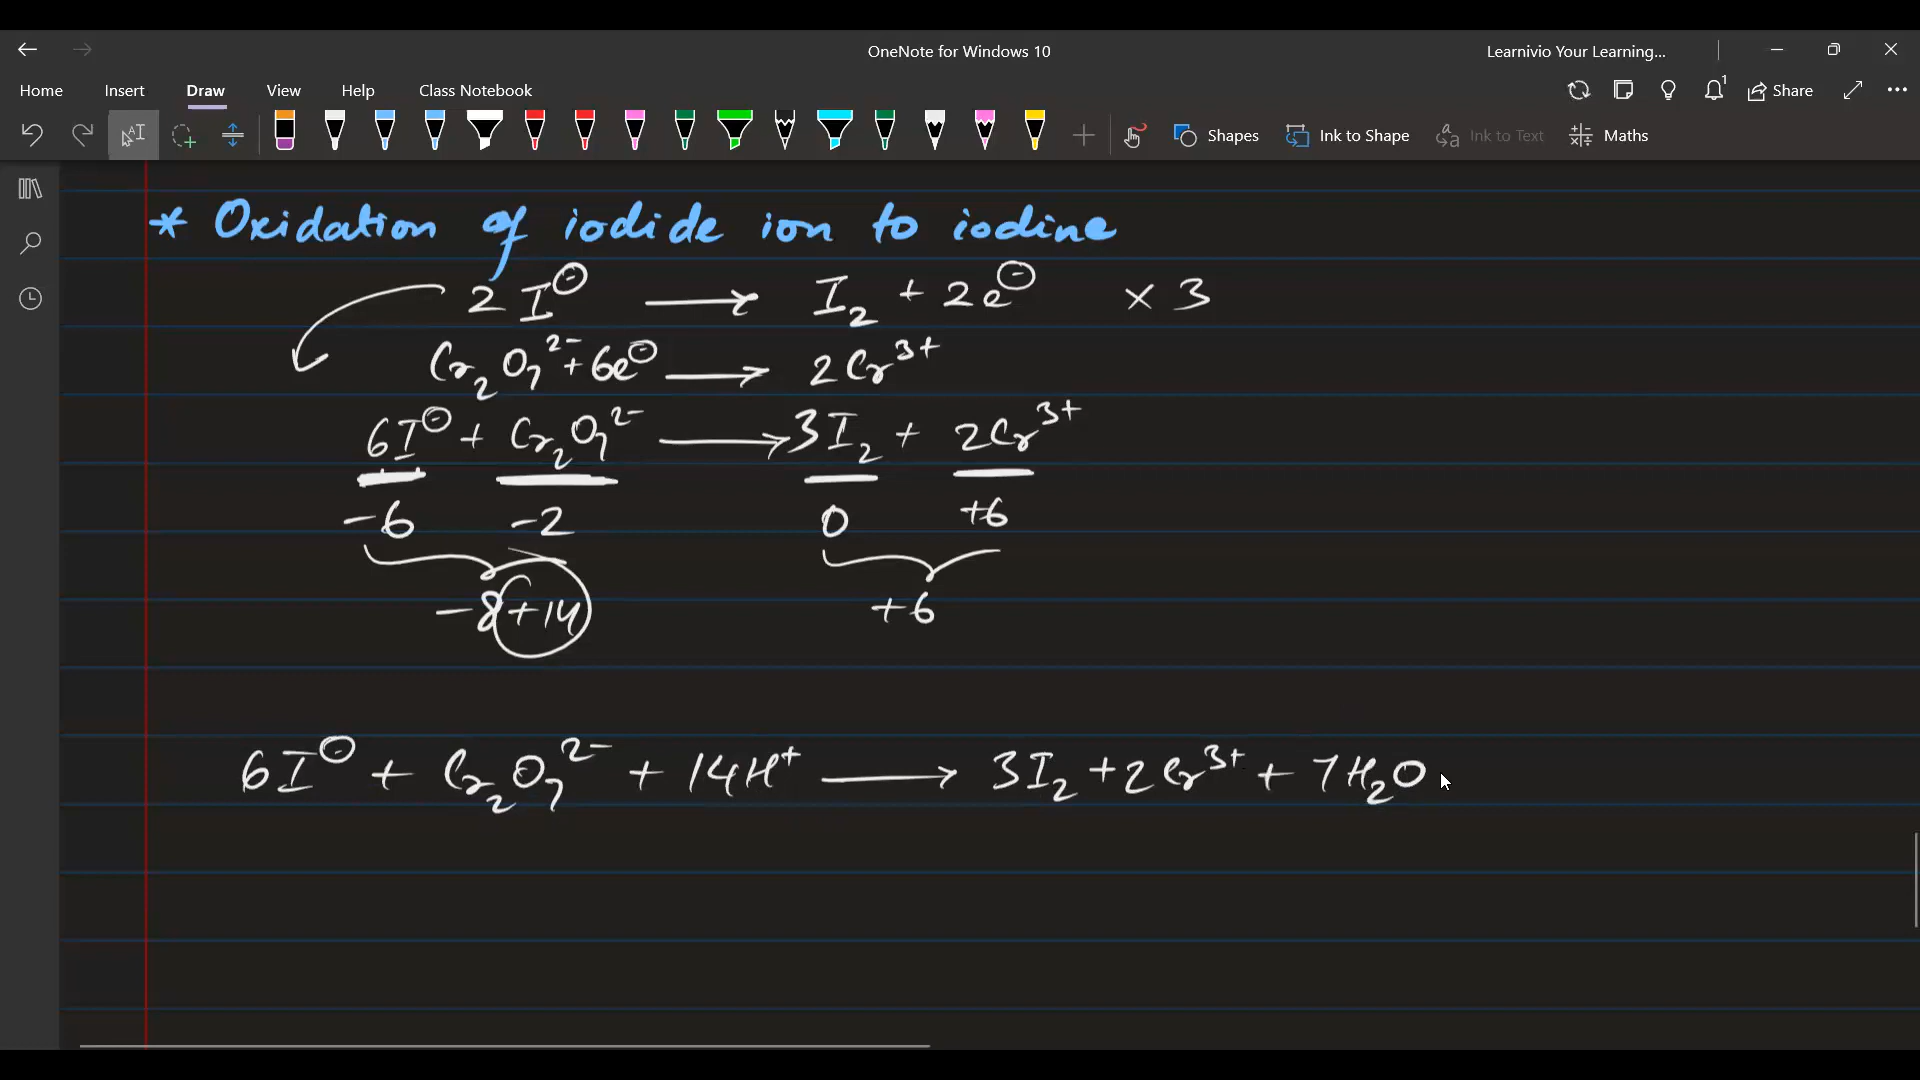 OneNote for Windows 10
Learnivio Your Learning...
Home Insert Draw View Help Class Notebook
1 Share
Shapes Ink to Shape Ink to Text Maths
* Oxidation of iodide ion to iodine
2I⊖ ⟶ I₂ + 2e⊖ × 3
Cr₂O₇²⁻ + 6e⊖ ⟶ 2Cr³⁺
6I⊖ + Cr₂O₇²⁻ ⟶ 3I₂ + 2Cr³⁺
-6 -2 0 +6
-8+14 +6
6I⊖ + Cr₂O₇²⁻ + 14H⁺ ⟶ 3I₂ + 2Cr³⁺ + 7H₂O